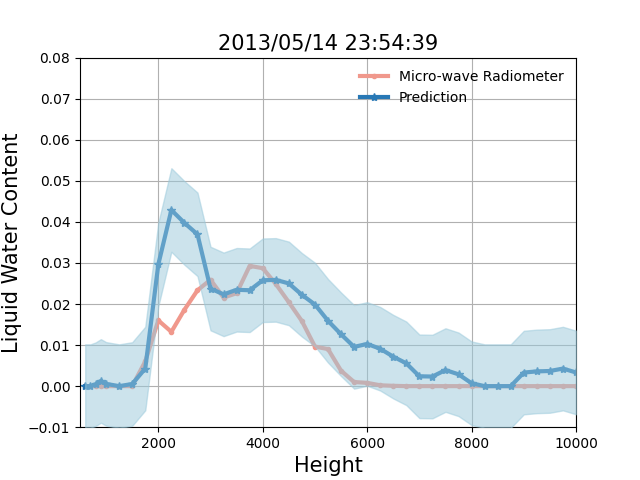 2013/05/14 23:54:39
Micro-wave Radiometer
Prediction
Liquid Water Content
0.08
0.07
0.06
0.05
0.04
0.03
0.02
0.01
0.00
−0.01
2000 4000 6000 8000 10000
Height